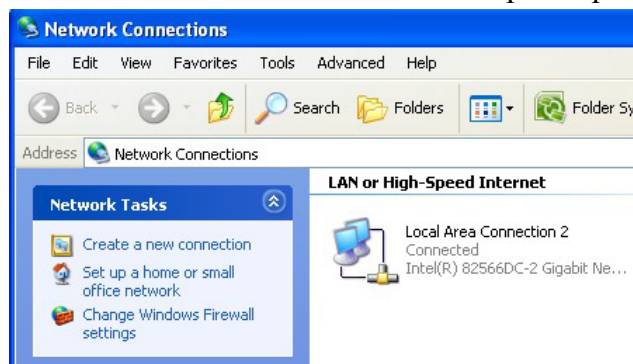 Network Connections
File Edit View Favorites Tools Advanced Help
Back Search Folders Folder Sy
Address Network Connections
LAN or High-Speed Internet
Network Tasks
Local Area Connection 2
Create a new connection
Connected
Intel(R) 82566DC-2 Gigabit Ne...
Set up a home or small
office network
Change Windows Firewall
settings